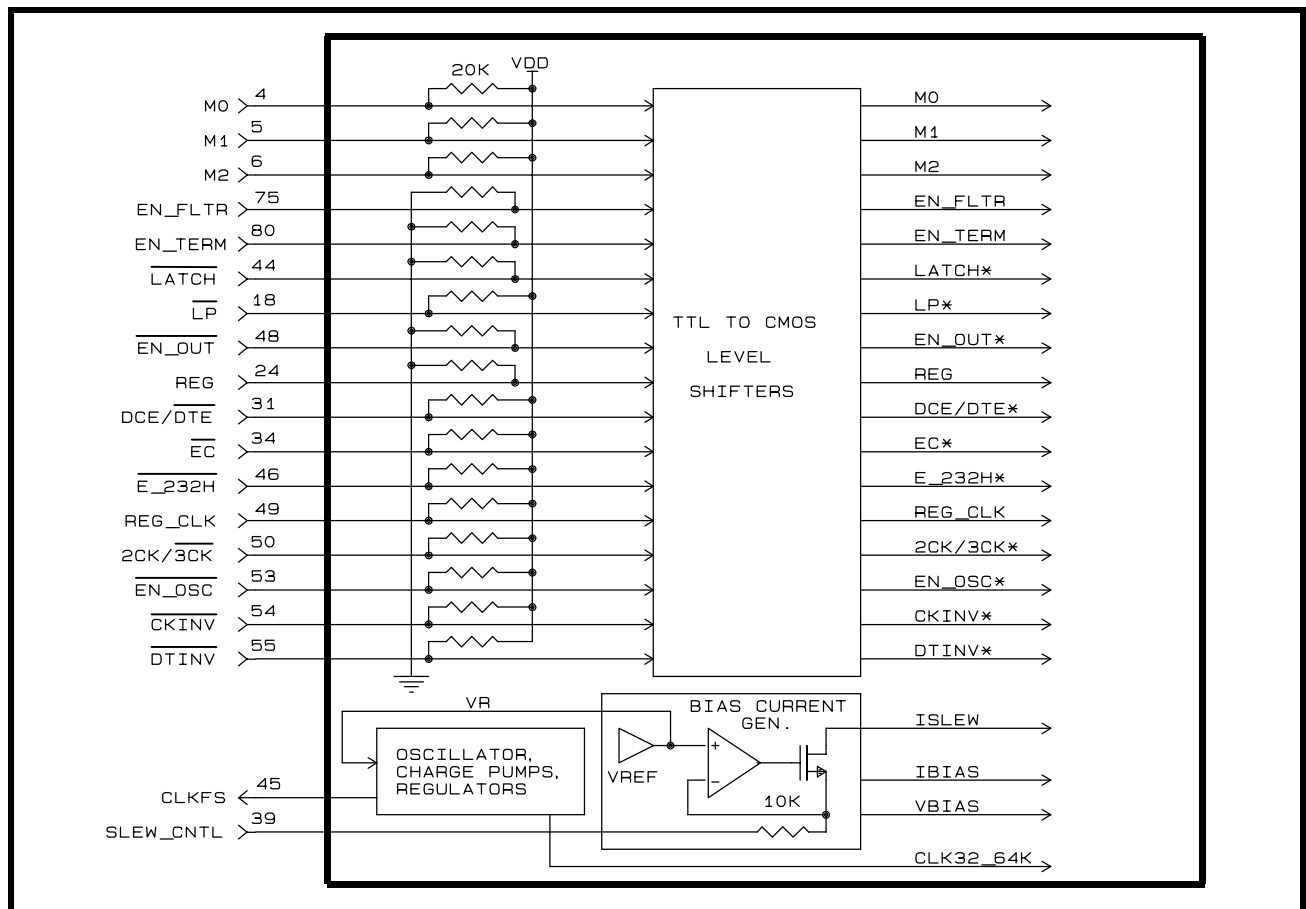 20K VDD
M0 4 M0
M1 5 M1
M2 6 M2
EN_FLTR 75 EN_FLTR
EN_TERM 80 EN_TERM
LATCH 44 LATCH*
LP 18 LP*
TTL TO CMOS
EN_OUT 48 EN_OUT*
LEVEL
REG 24 REG
SHIFTERS
DCE/DTE 31 DCE/DTE*
EC 34 EC*
E_232H 46 E_232H*
REG_CLK 49 REG_CLK
2CK/3CK 50 2CK/3CK*
EN_OSC 53 EN_OSC*
CKINV 54 CKINV*
DTINV 55 DTINV*
VR
BIAS CURRENT
GEN.
ISLEW
OSCILLATOR,
CHARGE PUMPS,
REGULATORS
VREF
+
-
IBIAS
CLKFS 45
10K
VBIAS
SLEW_CNTL 39
CLK32_64K